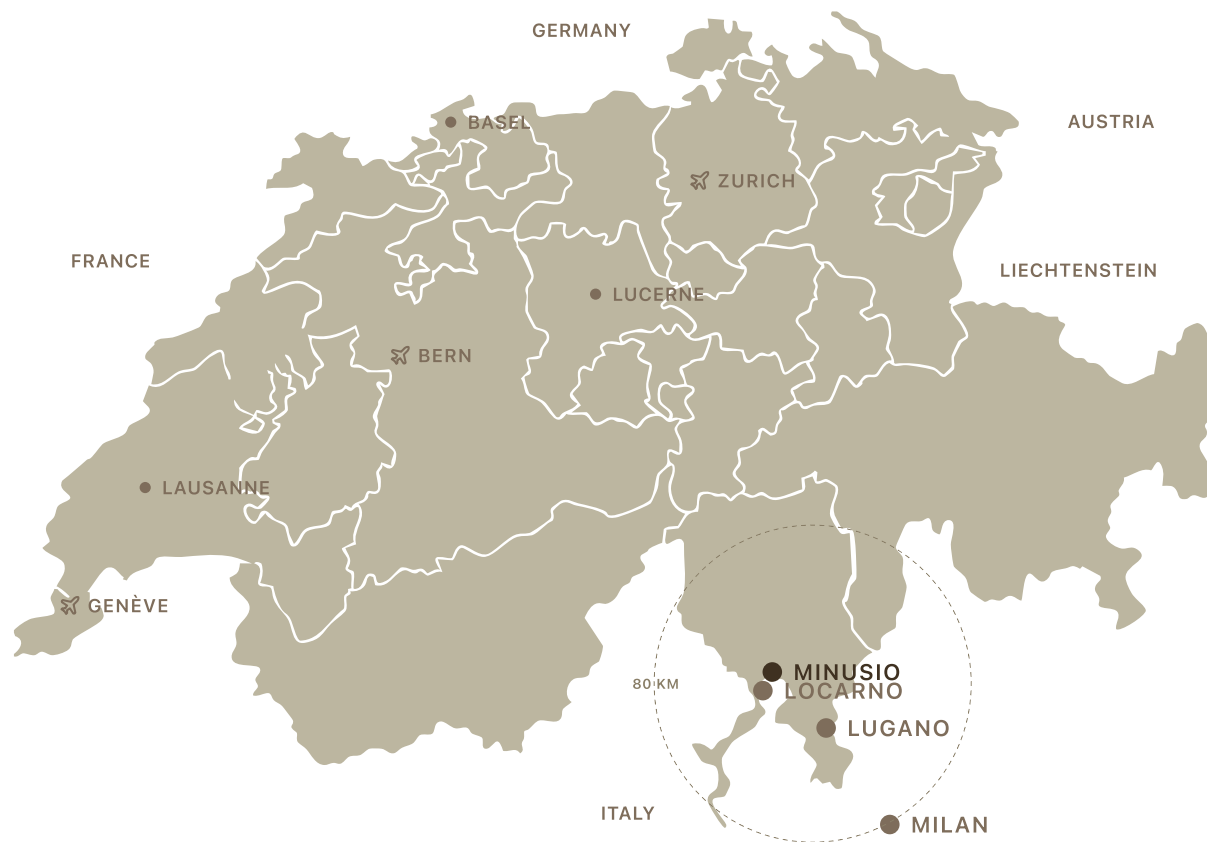 GERMANY
BASEL
AUSTRIA
ZURICH
FRANCE
LIECHTENSTEIN
LUCERNE
BERN
LAUSANNE
GENÈVE
MINUSIO
80 KM
LOCARNO
LUGANO
ITALY
MILAN